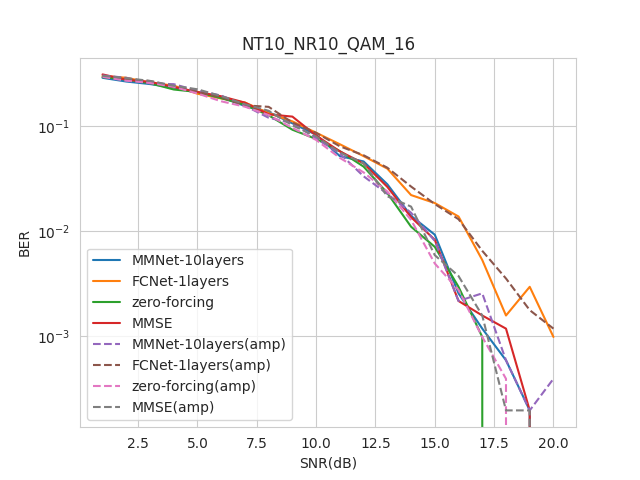 NT10_NR10_QAM_16
10⁻¹
10⁻²
10⁻³
BER
MMNet-10layers
FCNet-1layers
zero-forcing
MMSE
MMNet-10layers(amp)
FCNet-1layers(amp)
zero-forcing(amp)
MMSE(amp)
2.5 5.0 7.5 10.0 12.5 15.0 17.5 20.0
SNR(dB)